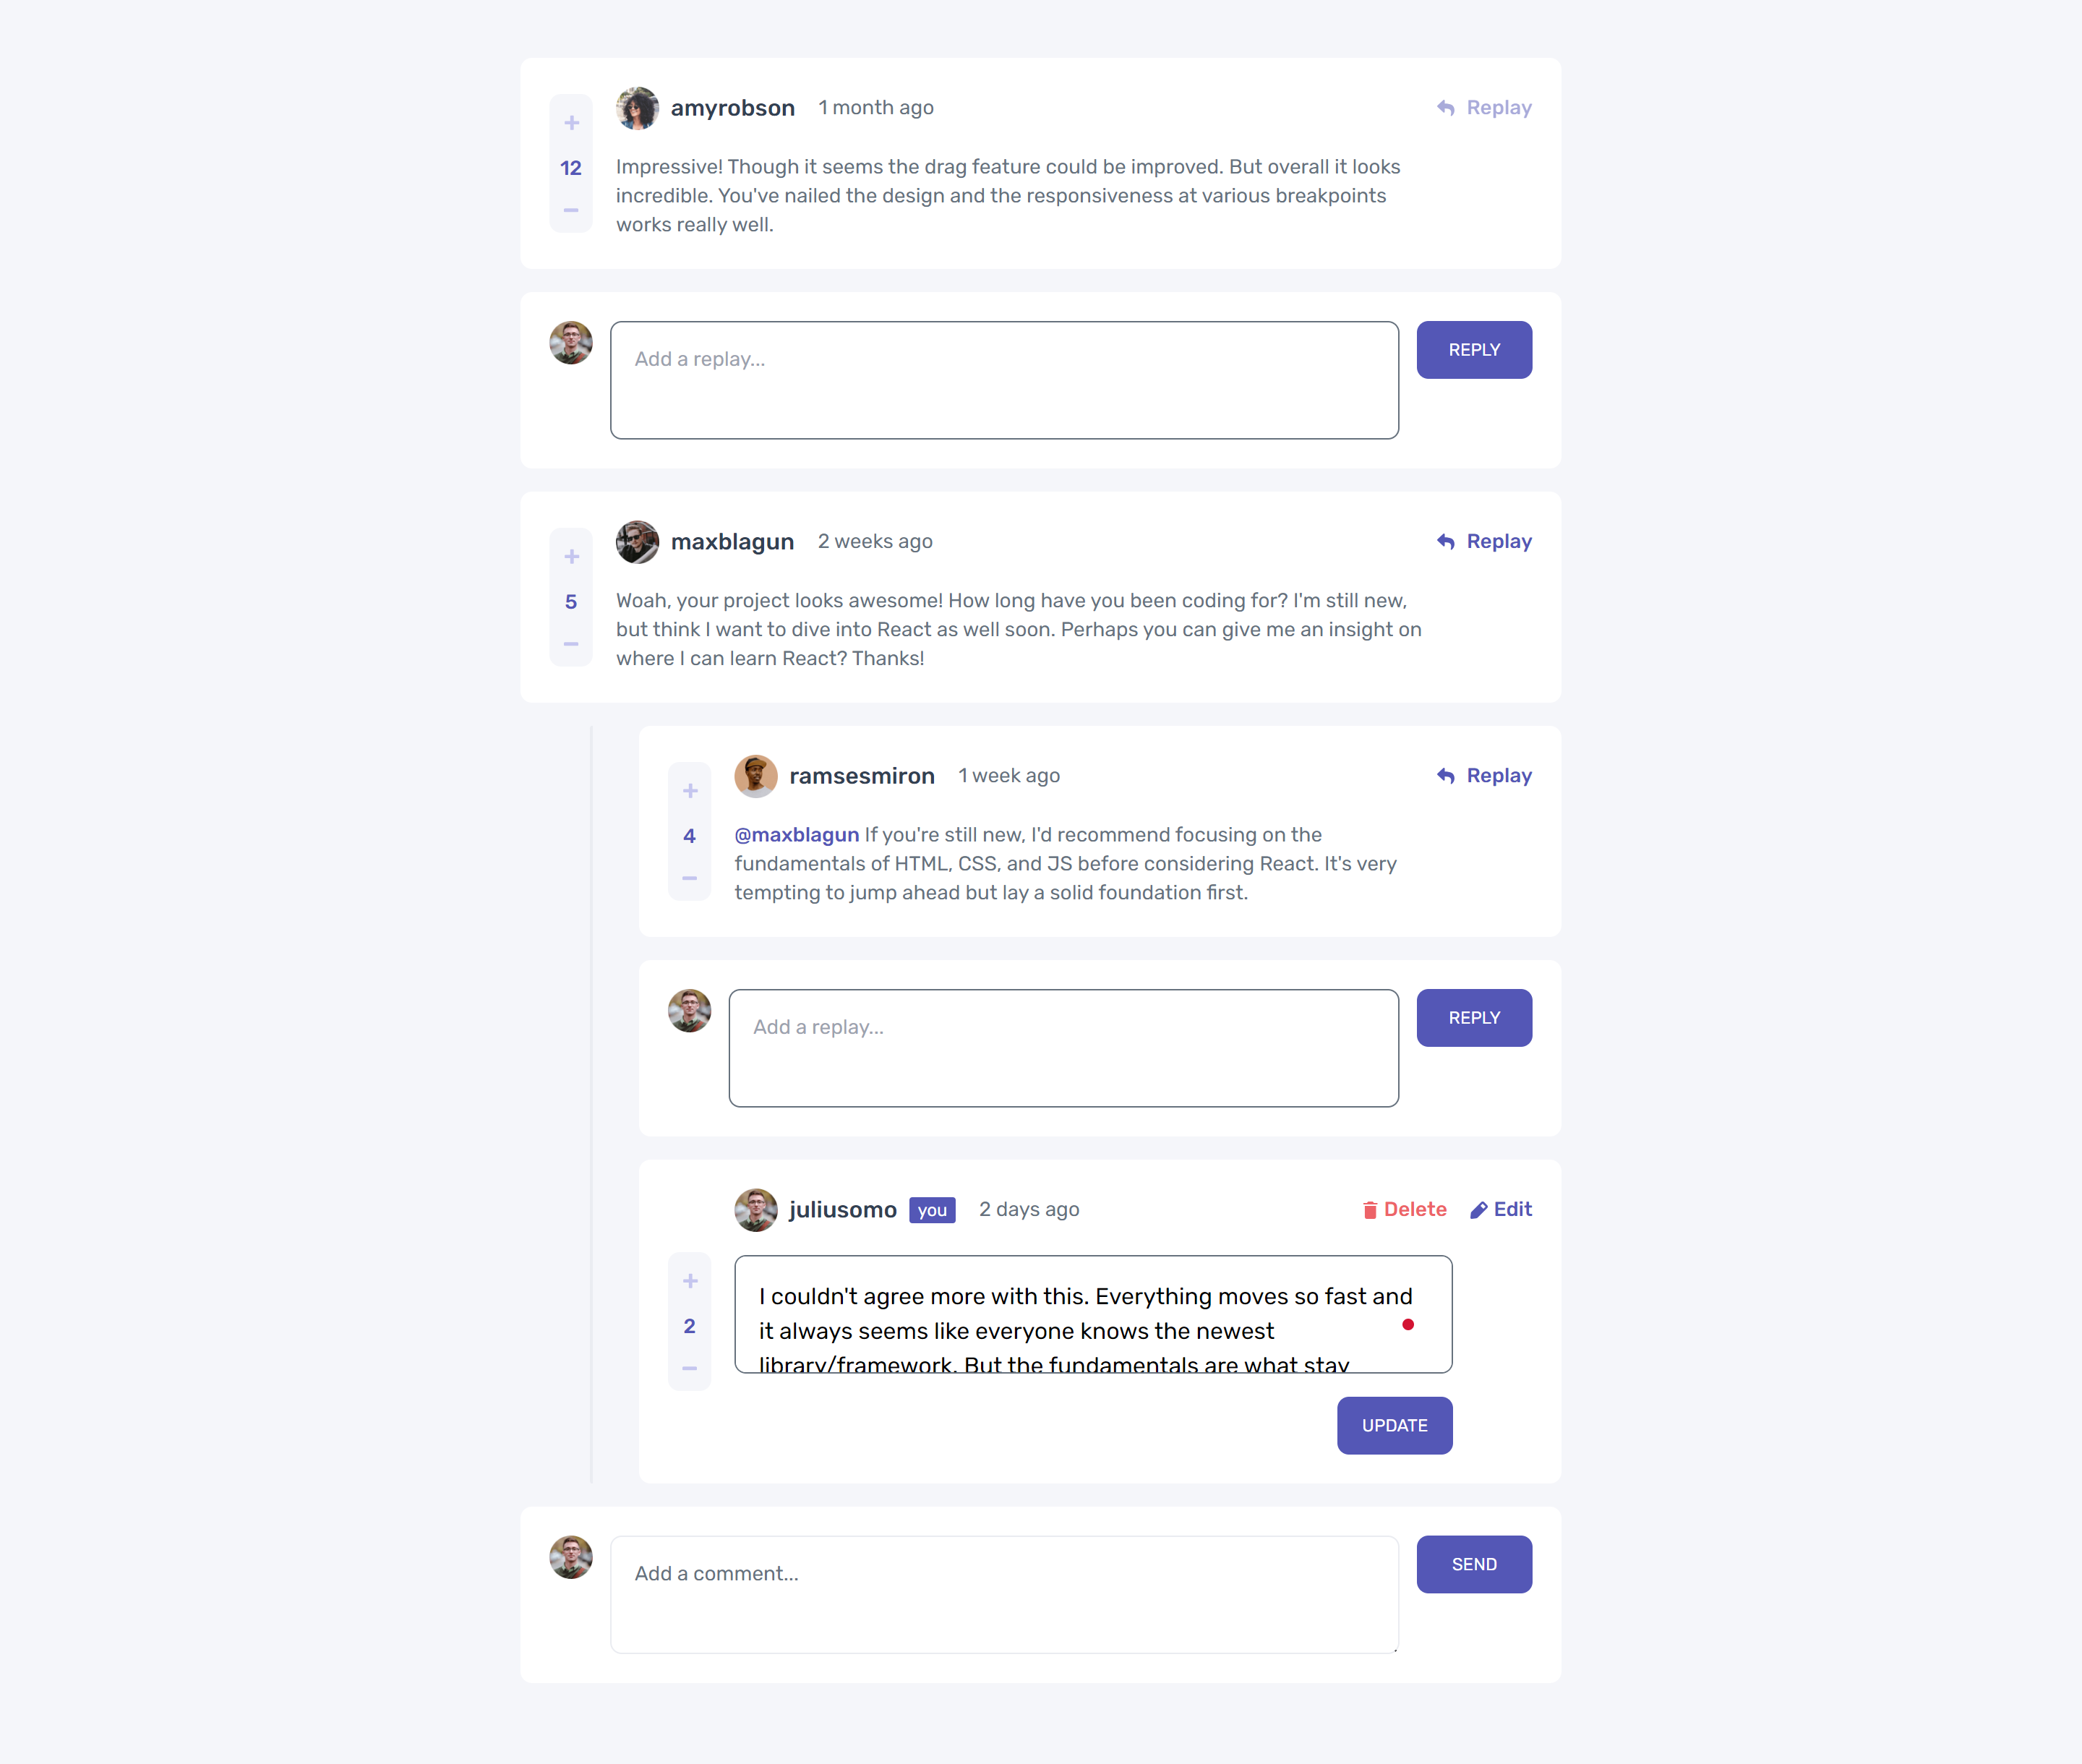 amyrobson 1 month ago Replay
+
12
Impressive! Though it seems the drag feature could be improved. But overall it looks
incredible. You've nailed the design and the responsiveness at various breakpoints
works really well.
−
Add a replay...
REPLY
maxblagun 2 weeks ago Replay
+
5
Woah, your project looks awesome! How long have you been coding for? I'm still new,
but think I want to dive into React as well soon. Perhaps you can give me an insight on
where I can learn React? Thanks!
−
ramsesmiron 1 week ago Replay
+
4
@maxblagun If you're still new, I'd recommend focusing on the
fundamentals of HTML, CSS, and JS before considering React. It's very
tempting to jump ahead but lay a solid foundation first.
−
Add a replay...
REPLY
juliusomo you 2 days ago Delete Edit
+
2
−
I couldn't agree more with this. Everything moves so fast and
it always seems like everyone knows the newest
library/framework. But the fundamentals are what stay
UPDATE
Add a comment...
SEND